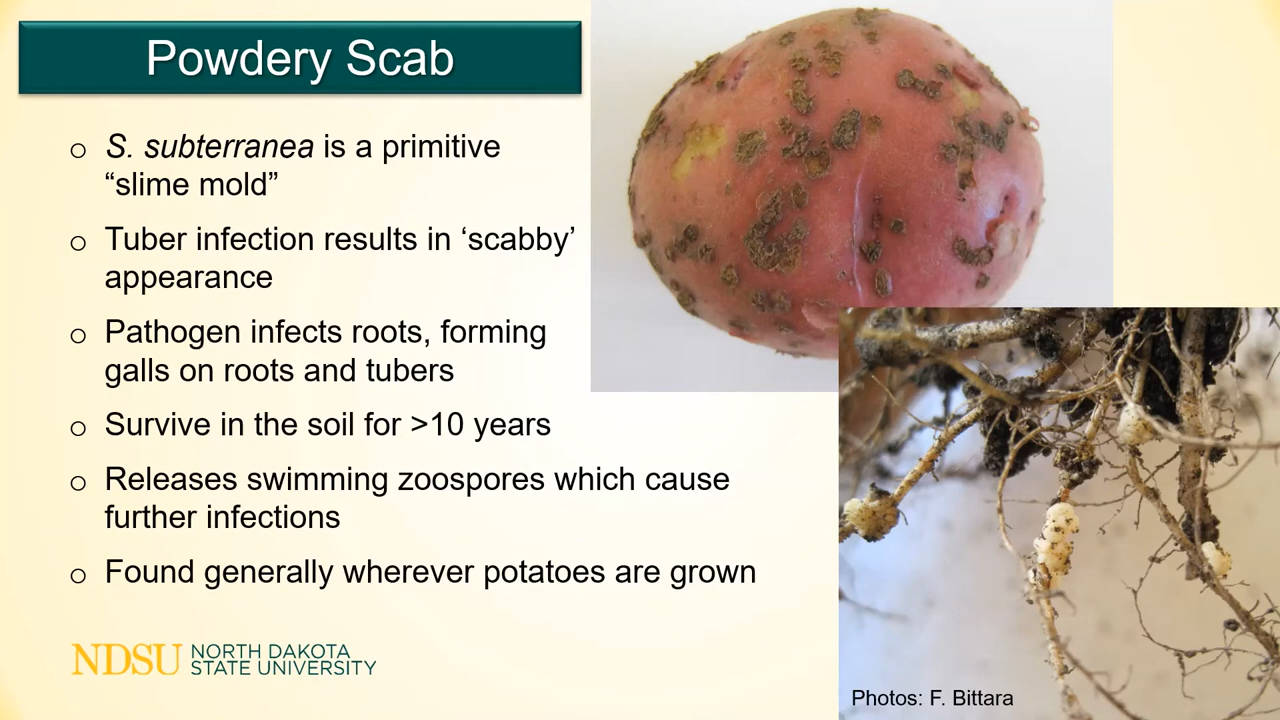 Powdery Scab
o S. subterranea is a primitive
“slime mold”
o Tuber infection results in ‘scabby’
appearance
o Pathogen infects roots, forming
galls on roots and tubers
o Survive in the soil for >10 years
o Releases swimming zoospores which cause
further infections
o Found generally wherever potatoes are grown
NDSU NORTH DAKOTA
STATE UNIVERSITY
Photos: F. Bittara